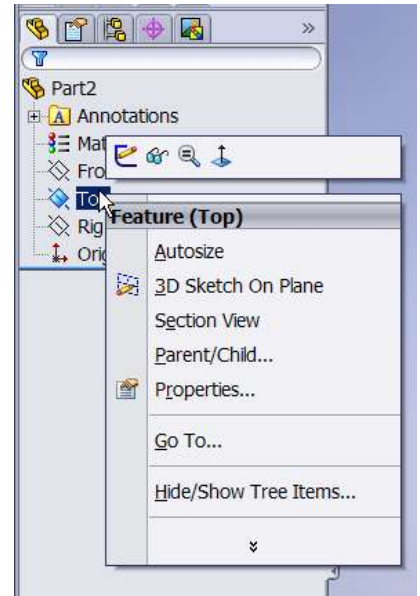 Part2
Annotations
Mat
Fro
To
Rig
Orig
Feature (Top)
Autosize
3D Sketch On Plane
Section View
Parent/Child...
Properties...
Go To...
Hide/Show Tree Items...